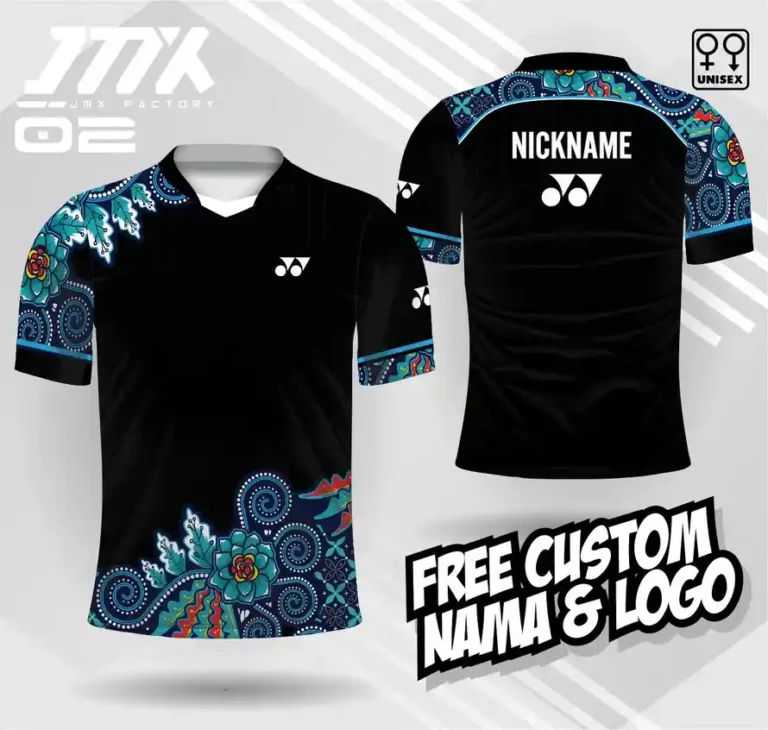 JMX
JMX FACTORY
02
UNISEX
NICKNAME
FREE CUSTOM
NAMA & LOGO